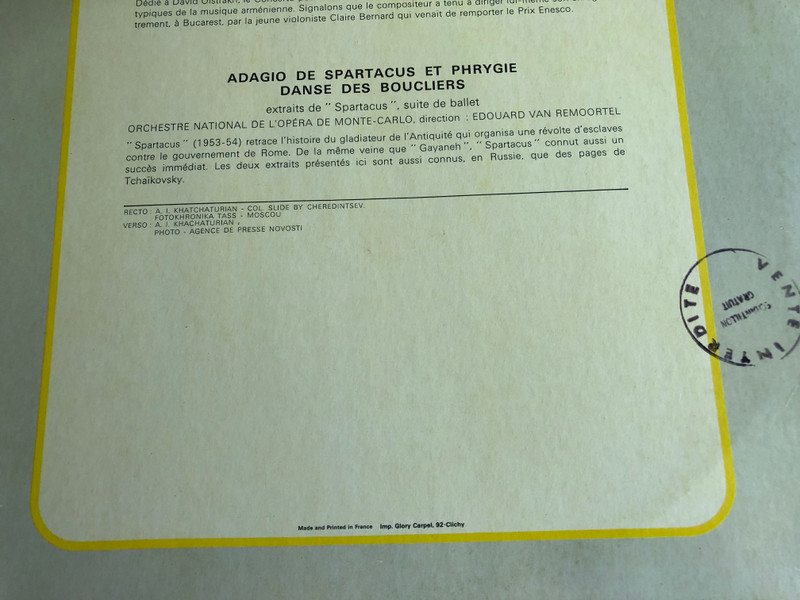 Dédié à David Oïstrakh, le Concerto
typiques de la musique arménienne. Signalons que le compositeur a tenu à diriger lui-même son
trement, à Bucarest, par la jeune violoniste Claire Bernard qui venait de remporter le Prix Enesco.
ADAGIO DE SPARTACUS ET PHRYGIE
DANSE DES BOUCLIERS
extraits de " Spartacus ", suite de ballet
ORCHESTRE NATIONAL DE L'OPÉRA DE MONTE-CARLO, direction : EDOUARD VAN REMOORTEL
" Spartacus " (1953-54) retrace l'histoire du gladiateur de l'Antiquité qui organisa une révolte d'esclaves
contre le gouvernement de Rome. De la même veine que " Gayaneh ", " Spartacus " connut aussi un
succès immédiat. Les deux extraits présentés ici sont aussi connus, en Russie, que des pages de
Tchaïkovsky.
RECTO : A. I. KHATCHATURIAN - COL. SLIDE BY CHEREDINTSEV.
FOTOKHRONIKA TASS - MOSCOU
VERSO : A. I. KHACHATURIAN .
PHOTO - AGENCE DE PRESSE NOVOSTI
VENTE INTERDITE
ECHANTILLON
GRATUIT
Made and Printed in France Imp. Glory Carpel, 92-Clichy